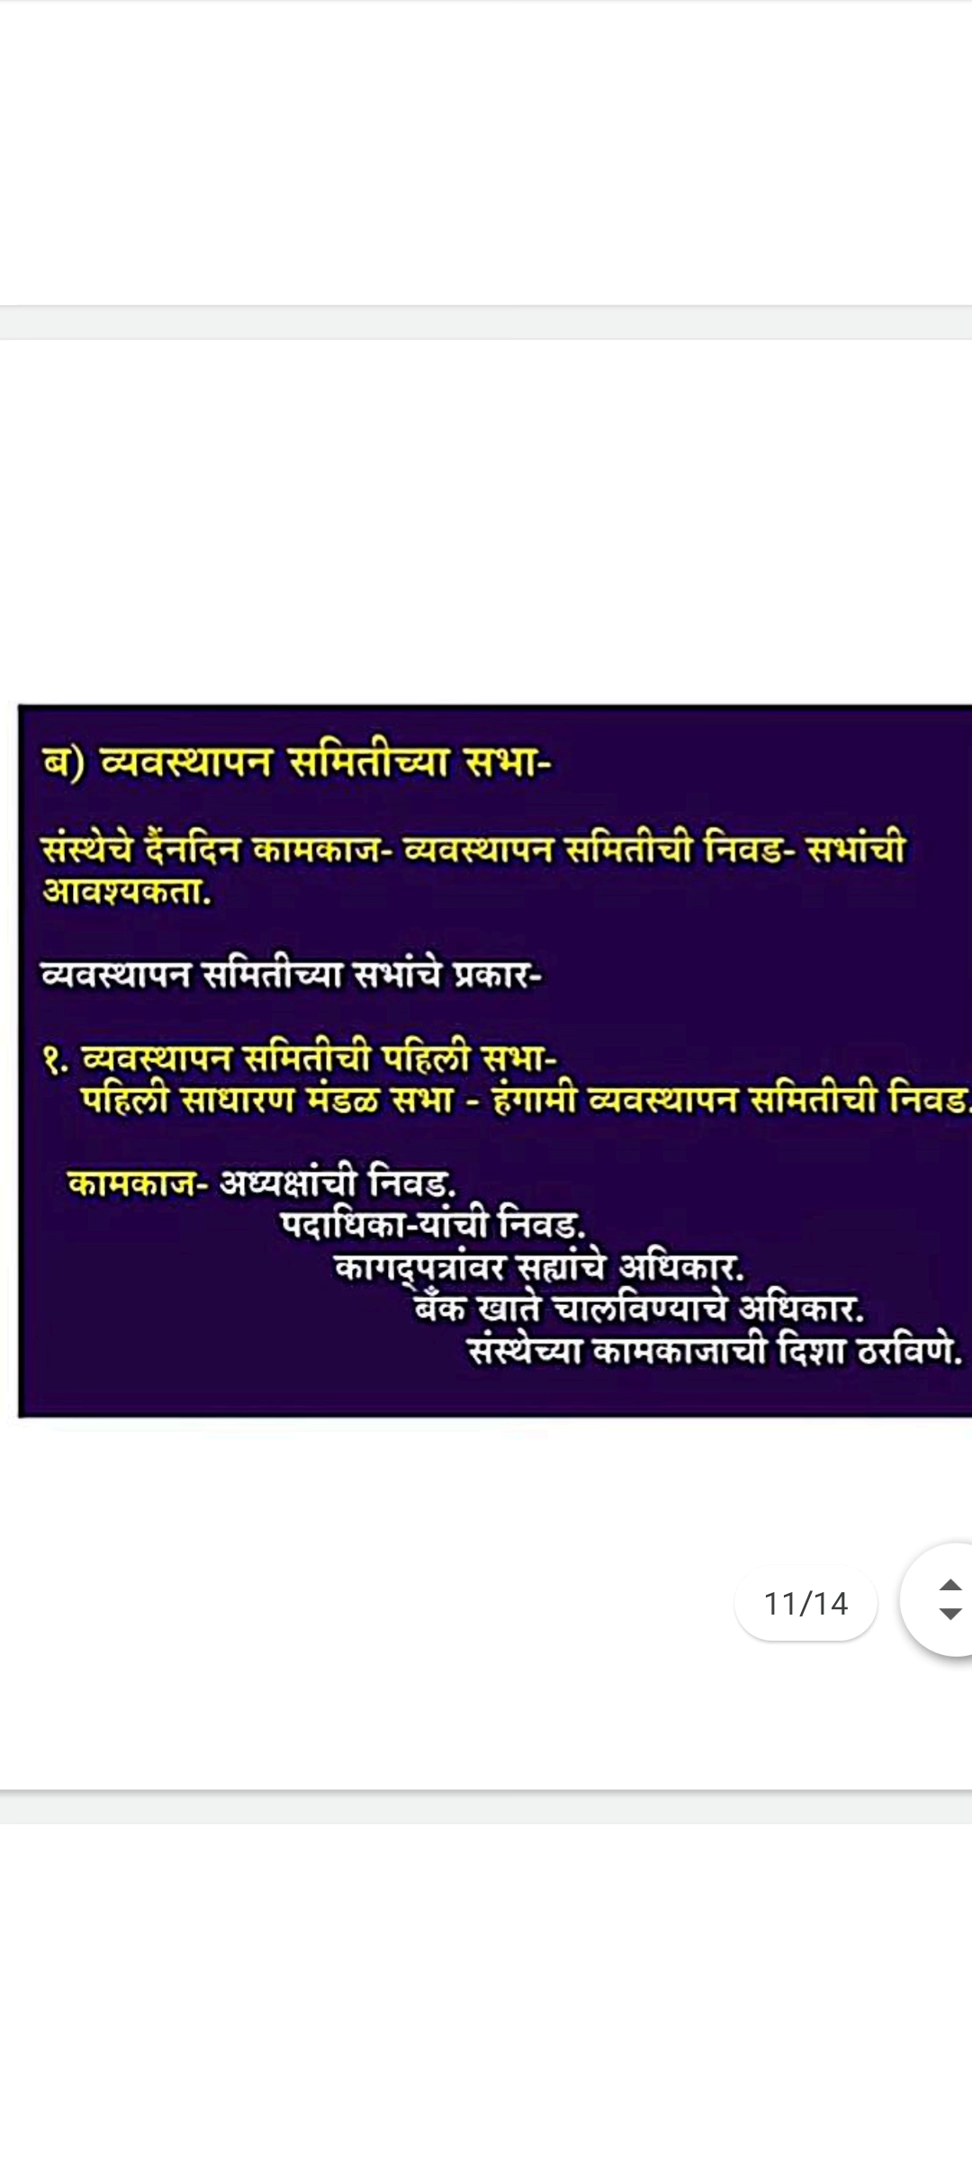 ब) व्यवस्थापन समितीच्या सभा-
संस्थेचे दैंनदिन कामकाज- व्यवस्थापन समितीची निवड- सभांची
आवश्यकता.
व्यवस्थापन समितीच्या सभांचे प्रकार-
१. व्यवस्थापन समितीची पहिली सभा-
पहिली साधारण मंडळ सभा - हंगामी व्यवस्थापन समितीची निवड.
कामकाज- अध्यक्षांची निवड.
पदाधिका-यांची निवड.
कागद्पत्रांवर सह्यांचे अधिकार.
बँक खाते चालविण्याचे अधिकार.
संस्थेच्या कामकाजाची दिशा ठरविणे.
11/14